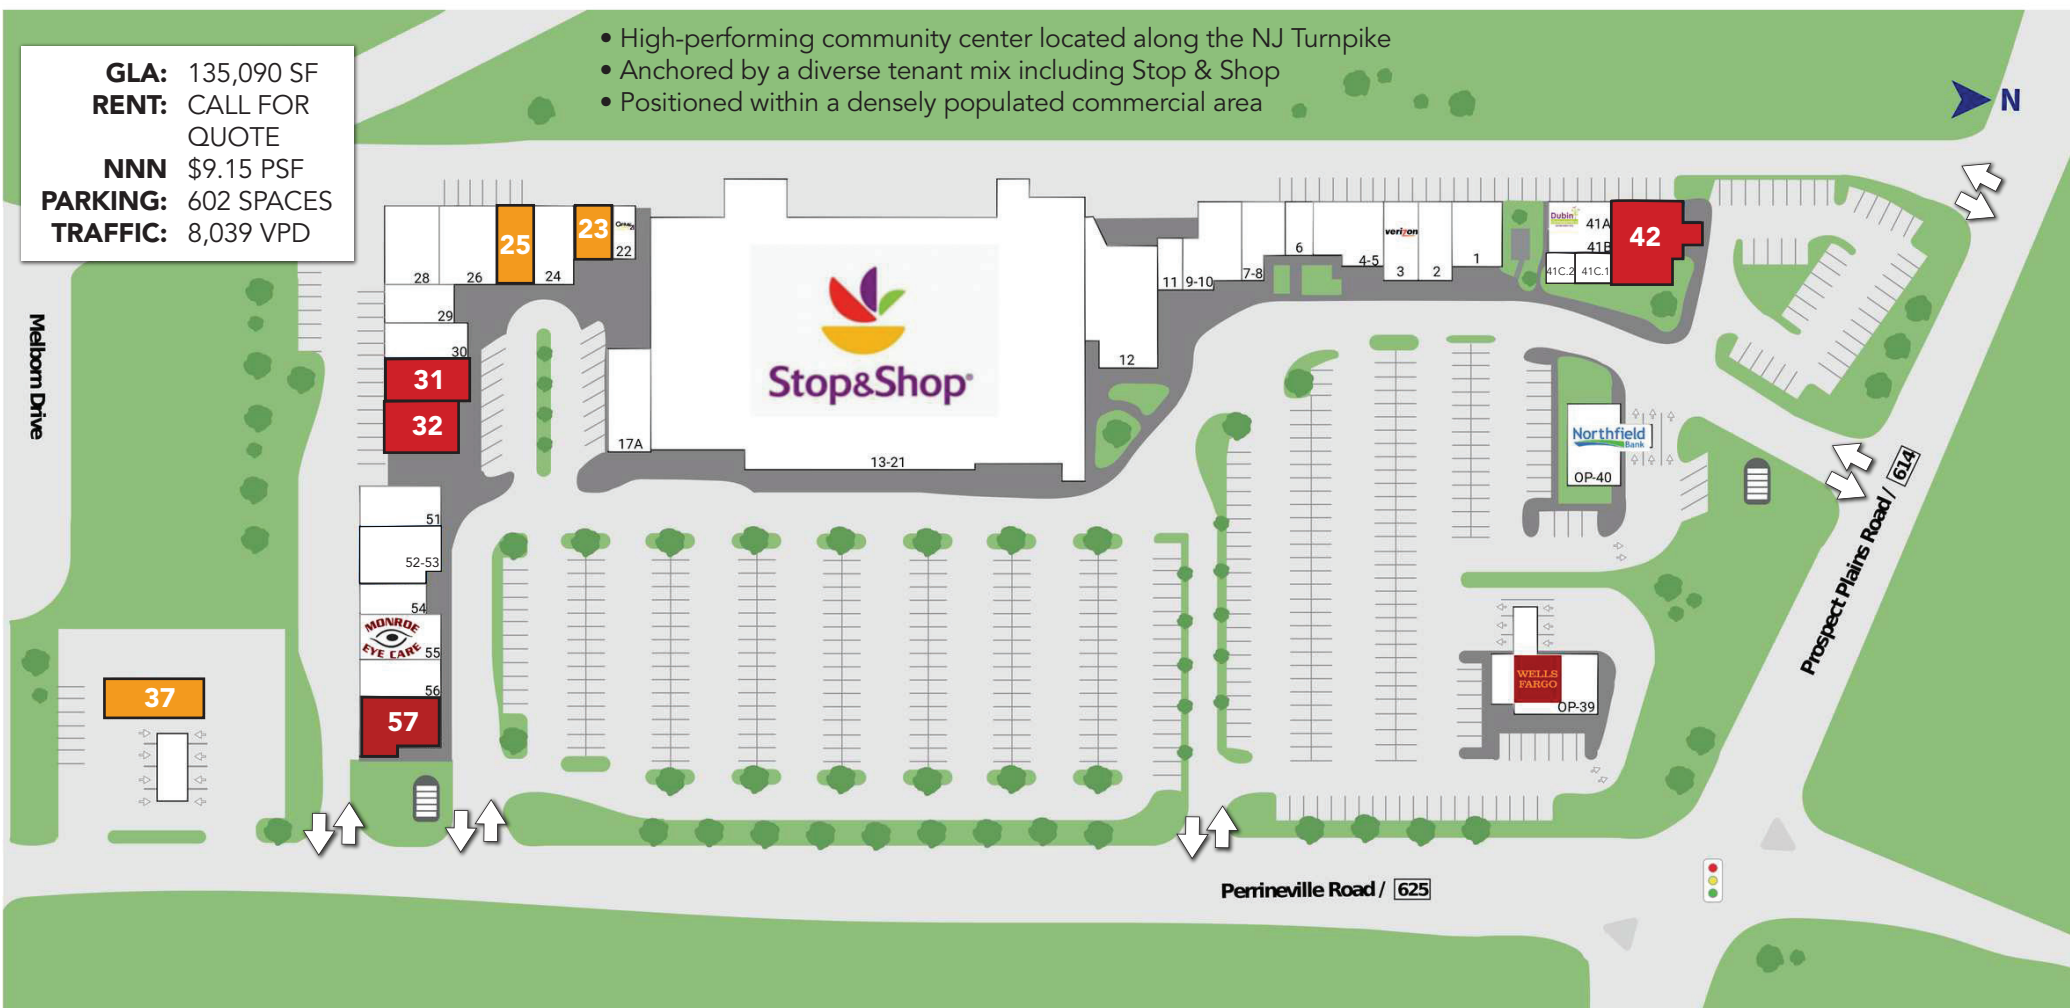 GLA: 135,090 SF
RENT: CALL FOR
QUOTE
NNN $9.15 PSF
PARKING: 602 SPACES
TRAFFIC: 8,039 VPD
• High-performing community center located along the NJ Turnpike
• Anchored by a diverse tenant mix including Stop & Shop
• Positioned within a densely populated commercial area
N
28
26
25
24
23
22
29
30
31
32
17A
Stop&Shop®
13-21
12
11
9-10
7-8
6
4-5
verizon
3
2
1
Dubin
41A
41B
41C.2
41C.1
42
Northfield
Bank
OP-40
WELLS
FARGO
OP-39
51
52-53
54
MONROE
EYE CARE
55
56
57
37
Melborn Drive
Prospect Plains Road / 614
Perrineville Road / 625